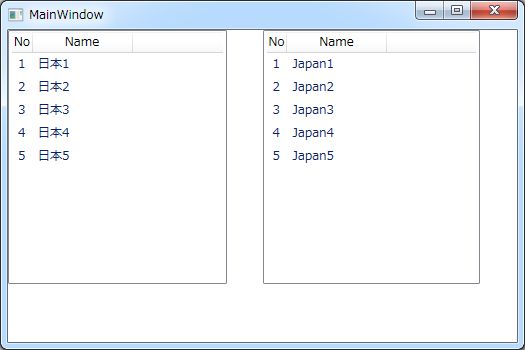 MainWindow
No Name
1 日本1
2 日本2
3 日本3
4 日本4
5 日本5
No Name
1 Japan1
2 Japan2
3 Japan3
4 Japan4
5 Japan5